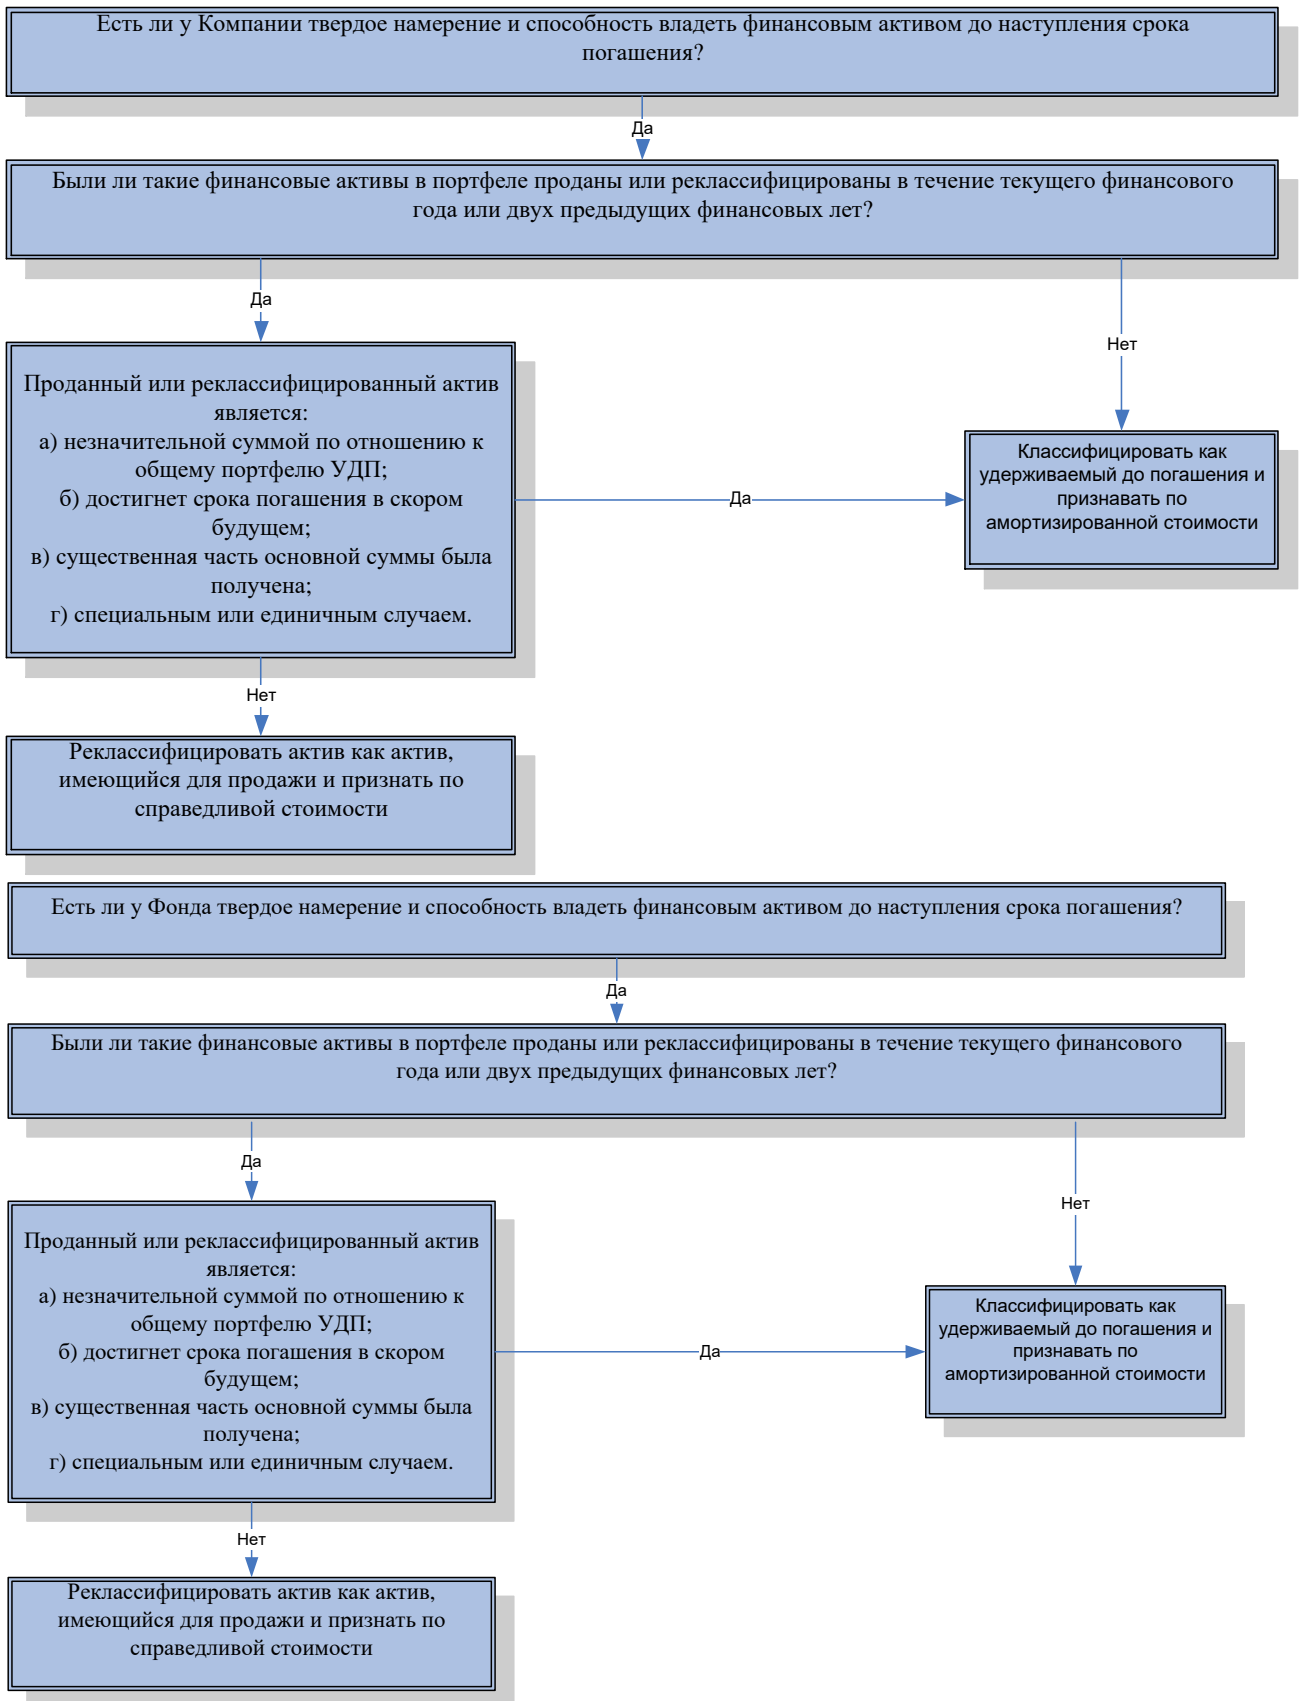 Есть ли у Компании твердое намерение и способность владеть финансовым активом до наступления срока
погашения?
Да
Были ли такие финансовые активы в портфеле проданы или реклассифицированы в течение текущего финансового
года или двух предыдущих финансовых лет?
Да
Нет
Проданный или реклассифицированный актив
является:
а) незначительной суммой по отношению к
общему портфелю УДП;
б) достигнет срока погашения в скором
будущем;
в) существенная часть основной суммы была
получена;
г) специальным или единичным случаем.
Да
Классифицировать как
удерживаемый до погашения и
признавать по
амортизированной стоимости
Нет
Реклассифицировать актив как актив,
имеющийся для продажи и признать по
справедливой стоимости
Есть ли у Фонда твердое намерение и способность владеть финансовым активом до наступления срока погашения?
Да
Были ли такие финансовые активы в портфеле проданы или реклассифицированы в течение текущего финансового
года или двух предыдущих финансовых лет?
Да
Нет
Проданный или реклассифицированный актив
является:
а) незначительной суммой по отношению к
общему портфелю УДП;
б) достигнет срока погашения в скором
будущем;
в) существенная часть основной суммы была
получена;
г) специальным или единичным случаем.
Да
Классифицировать как
удерживаемый до погашения и
признавать по
амортизированной стоимости
Нет
Реклассифицировать актив как актив,
имеющийся для продажи и признать по
справедливой стоимости